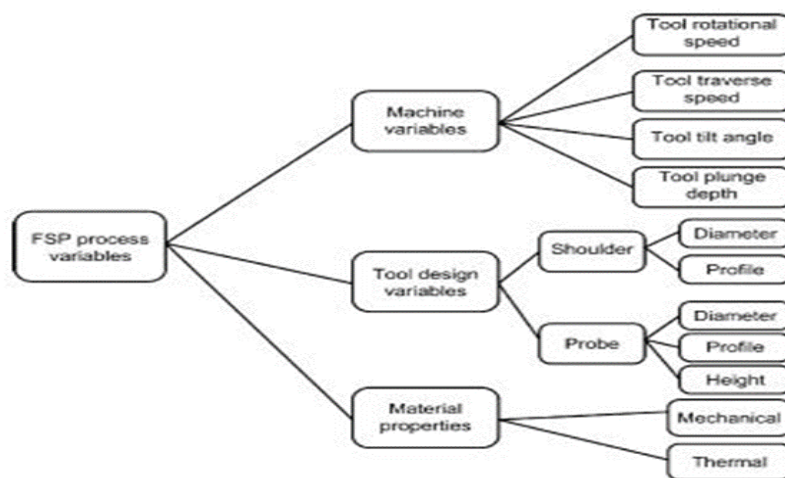 Tool rotational
speed
Tool traverse
speed
Machine
variables
Tool tilt angle
Tool plunge
depth
FSP process
variables
Tool design
variables
Shoulder
Diameter
Profile
Probe
Diameter
Profile
Height
Material
properties
Mechanical
Thermal